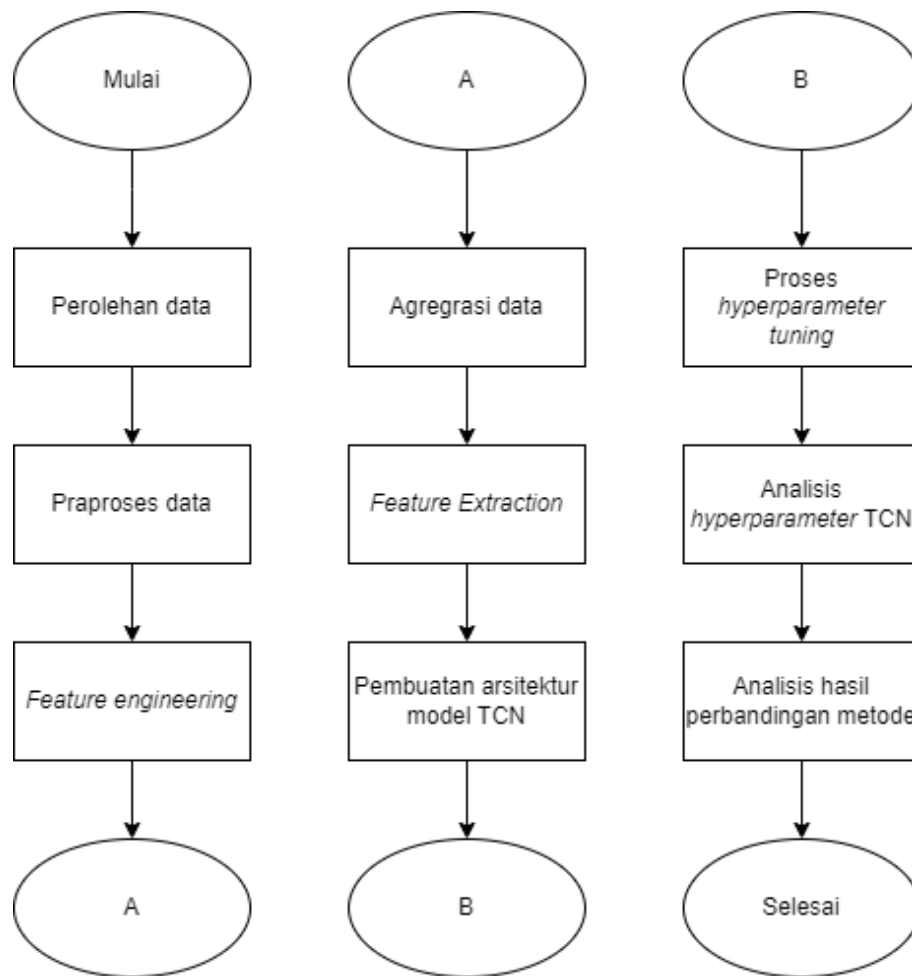 Mulai
Perolehan data
Praproses data
Feature engineering
A
A
Agregrasi data
Feature Extraction
Pembuatan arsitektur
model TCN
B
B
Proses
hyperparameter
tuning
Analisis
hyperparameter TCN
Analisis hasil
perbandingan metode
Selesai